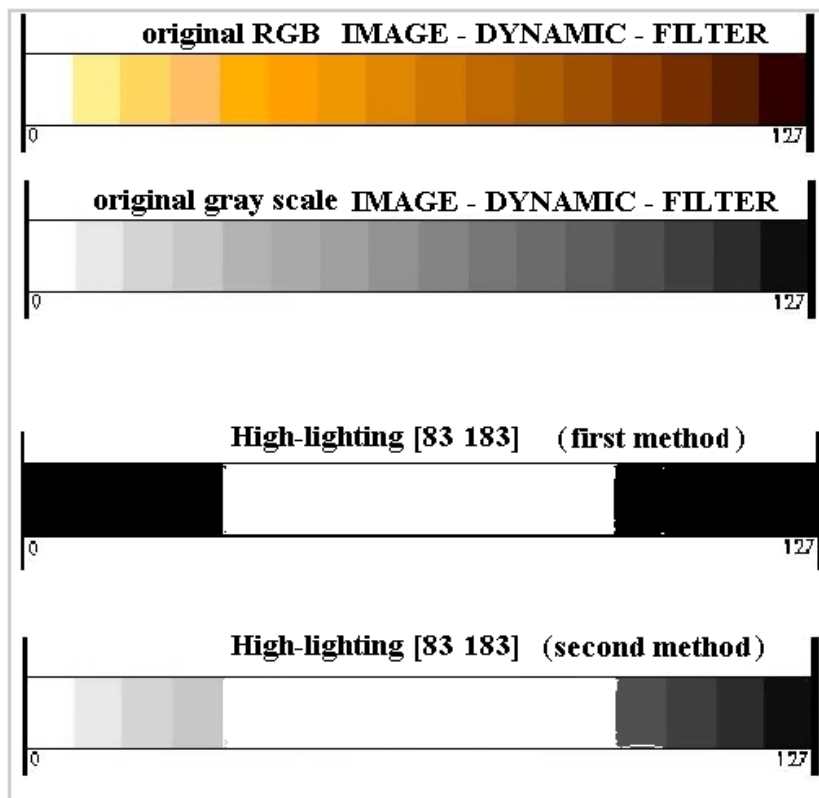 original RGB IMAGE - DYNAMIC - FILTER
0 127
original gray scale IMAGE - DYNAMIC - FILTER
0 127
High-lighting [83 183] (first method)
0 127
High-lighting [83 183] (second method)
0 127